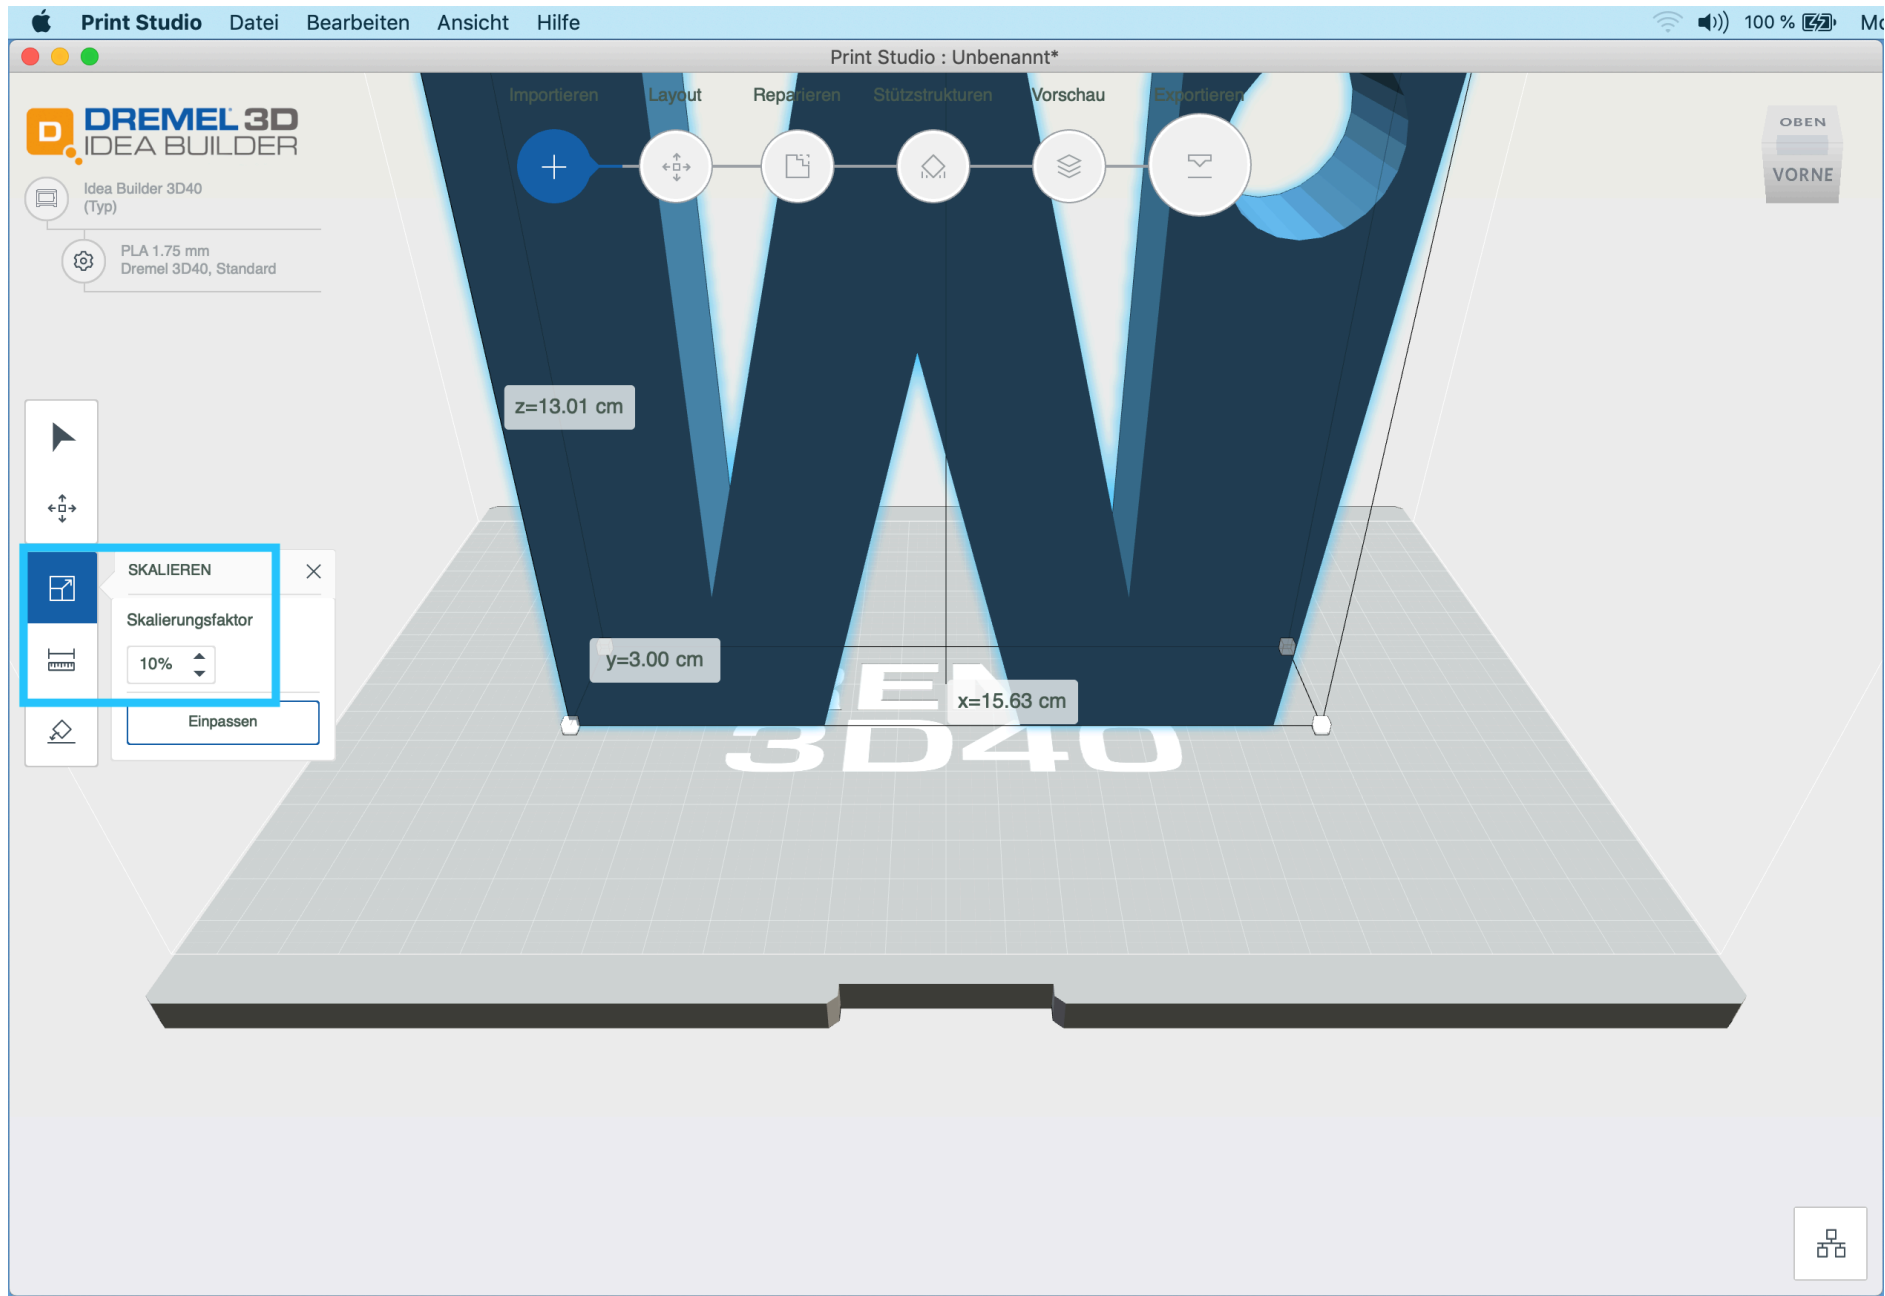 Print Studio Datei Bearbeiten Ansicht Hilfe 100 %
Print Studio : Unbenannt*
Importieren Layout Reparieren Stützstrukturen Vorschau Exportieren
DREMEL 3D
IDEA BUILDER
D
OBEN
VORNE
Idea Builder 3D40
(Typ)
PLA 1.75 mm
Dremel 3D40, Standard
z=13.01 cm
SKALIEREN
Skalierungsfaktor
10%
Einpassen
y=3.00 cm
x=15.63 cm
3D40